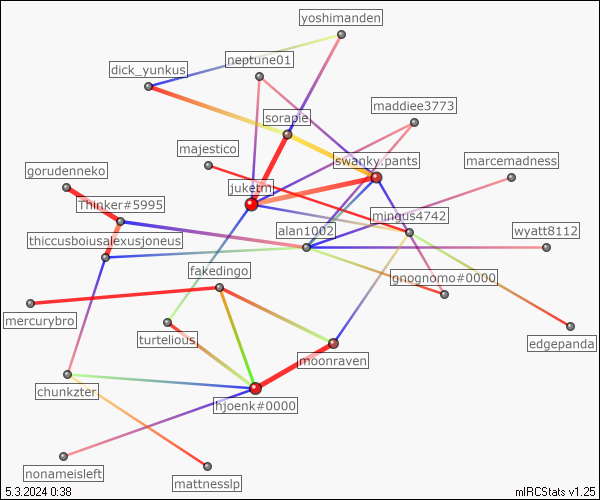 yoshimanden
neptune01
dick_yunkus
maddiee3773
sorapie
majestico
swanky.pants
marcemadness
gorudenneko
juketn
Thinker#5995
mingus4742
alan1002
wyatt8112
thiccusboiusalexusjoneus
fakedingo
gnognomo#0000
mercurybro
turtelious
edgepanda
moonraven
chunkzter
hjoenk#0000
nonameisleft
mattnesslp
5.3.2024 0:38
mIRCStats v1.25